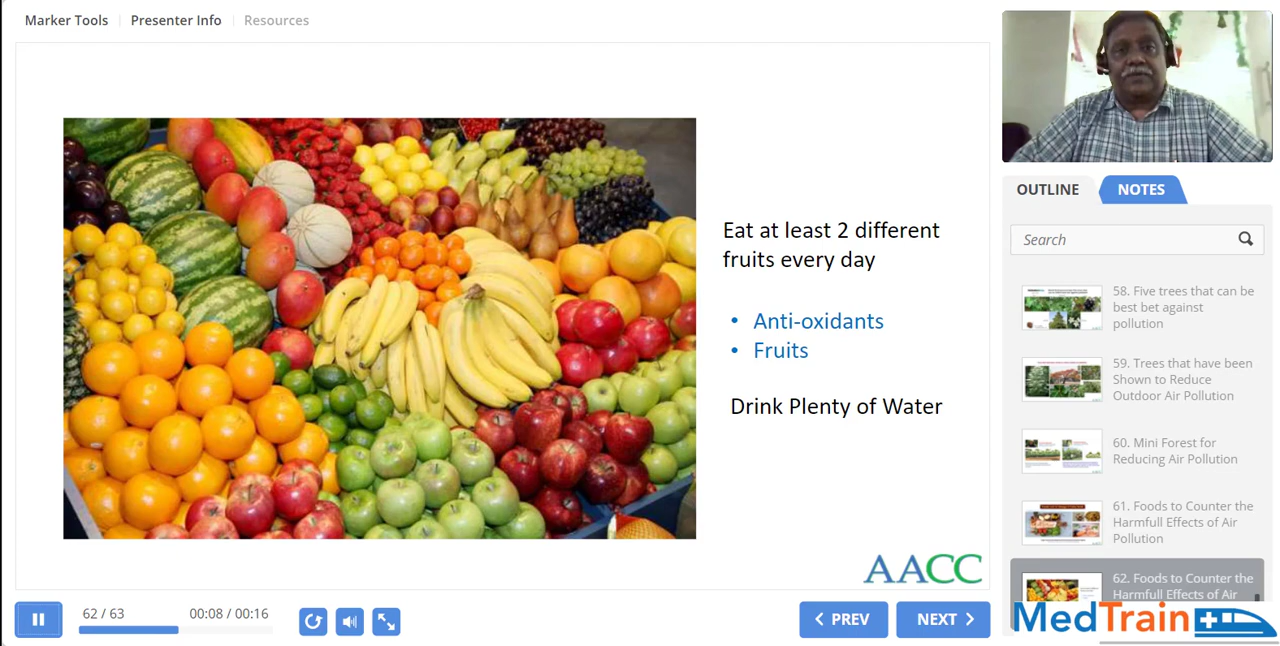 Marker Tools
Presenter Info
Resources
Eat at least 2 different
fruits every day
• Anti-oxidants
• Fruits
Drink Plenty of Water
AACC
62 / 63
00:08 / 00:16
PREV
NEXT
OUTLINE
NOTES
Search
58. Five trees that can be
best bet against
pollution
59. Trees that have been
Shown to Reduce
Outdoor Air Pollution
60. Mini Forest for
Reducing Air Pollution
61. Foods to Counter the
Harmfull Effects of Air
Pollution
62. Foods to Counter the
Harmfull Effects of Air
MedTrain